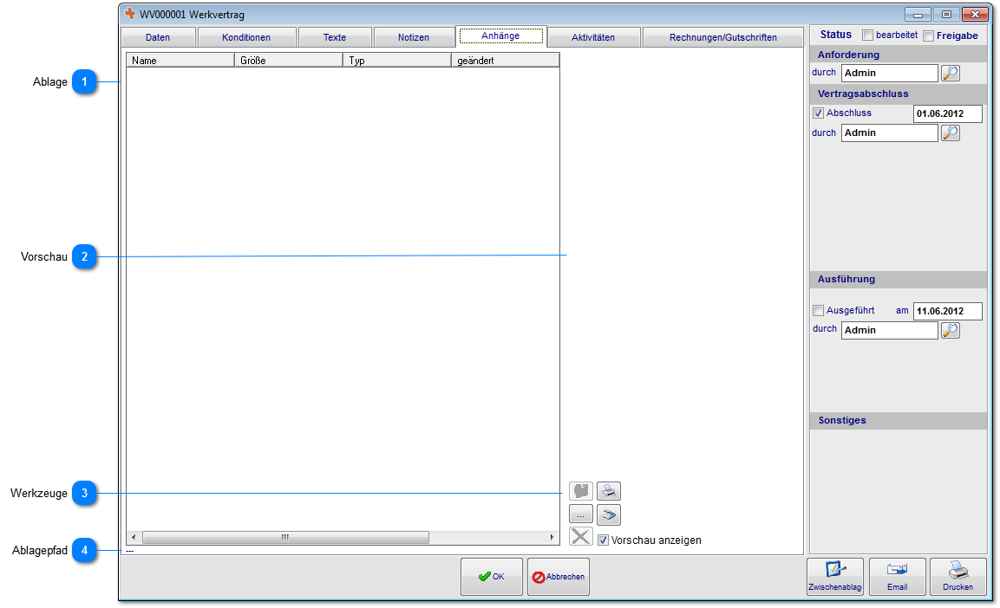 WV000001 Werkvertrag
Daten Konditionen Texte Notizen Anhänge Aktivitäten Rechnungen/Gutschriften
Name Größe Typ geändert
Ablage 1
Vorschau 2
Werkzeuge 3
...
Vorschau anzeigen
Ablagepfad 4
---
OK Abbrechen
Status bearbeitet Freigabe
Anforderung
durch Admin
Vertragsabschluss
Abschluss 01.06.2012
durch Admin
Ausführung
Ausgeführt am 11.06.2012
durch Admin
Sonstiges
Zwischenablag Email Drucken